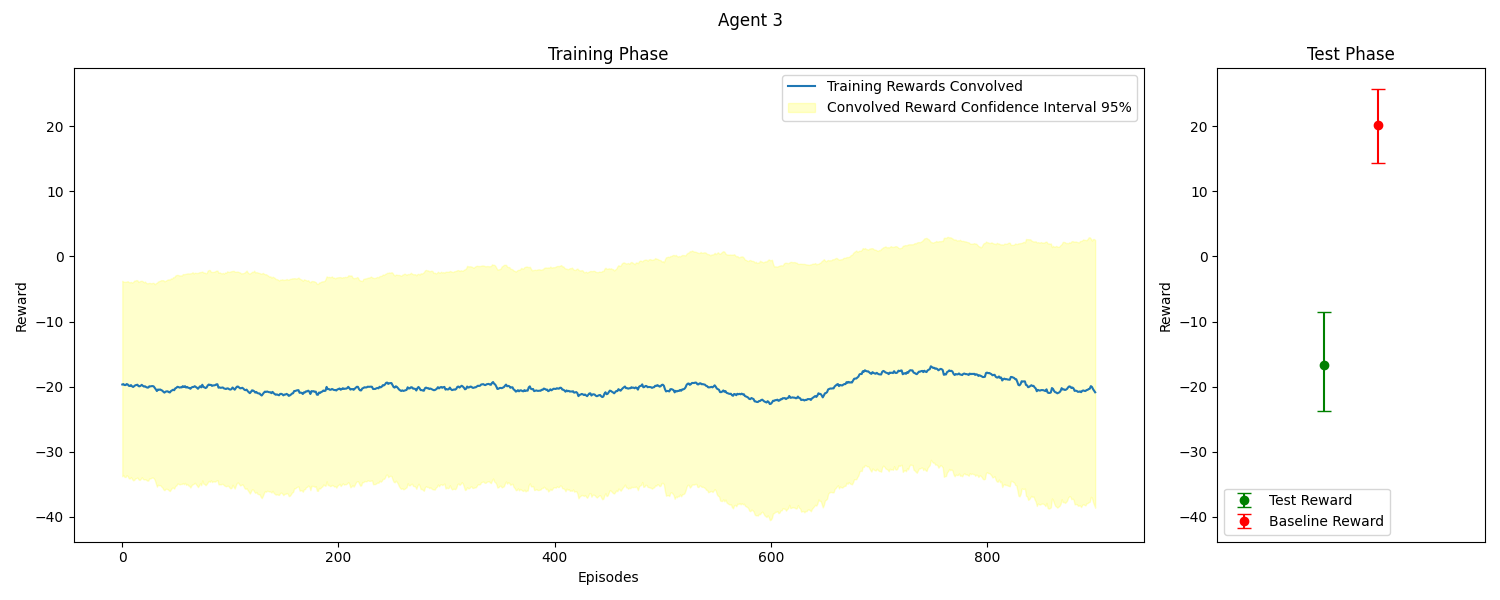 Agent 3
Training Phase
Training Rewards Convolved
Convolved Reward Confidence Interval 95%
Reward
20
10
0
−10
−20
−30
−40
0
200
400
600
800
Episodes
Test Phase
Reward
20
10
0
−10
−20
−30
−40
Test Reward
Baseline Reward